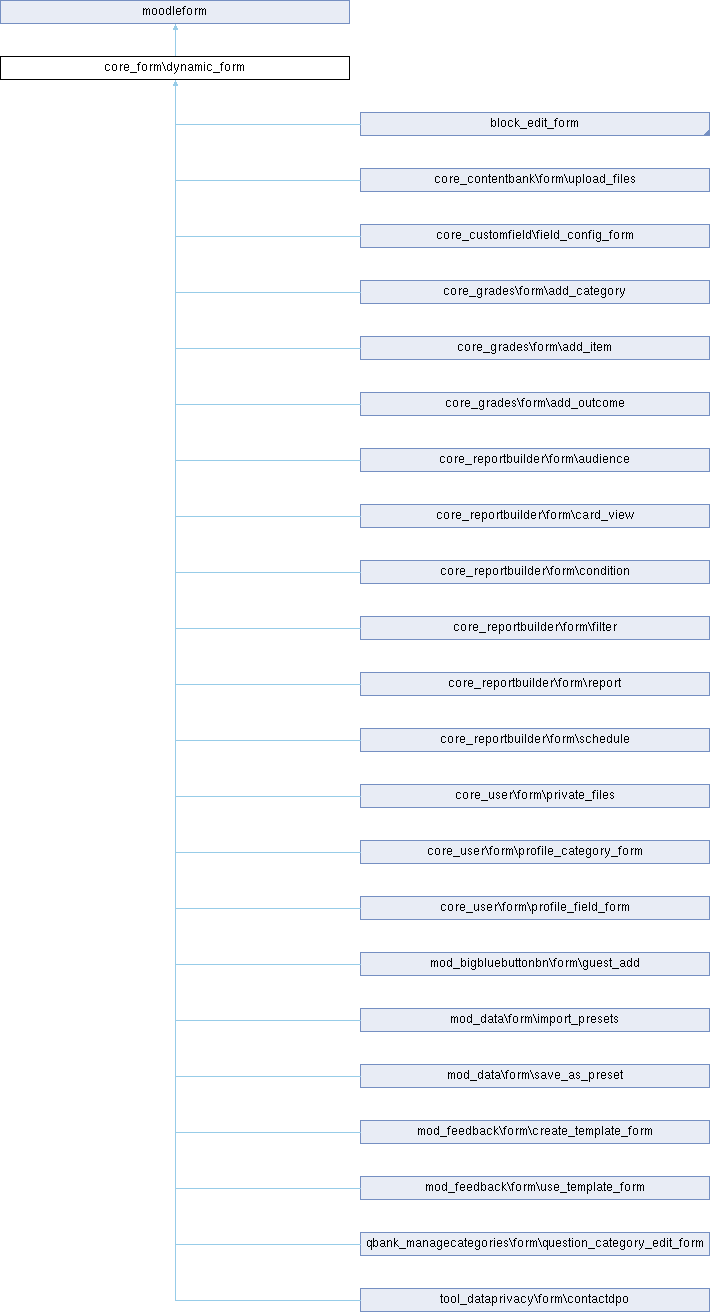 moodleform
core_form\dynamic_form
block_edit_form
core_contentbank\form\upload_files
core_customfield\field_config_form
core_grades\form\add_category
core_grades\form\add_item
core_grades\form\add_outcome
core_reportbuilder\form\audience
core_reportbuilder\form\card_view
core_reportbuilder\form\condition
core_reportbuilder\form\filter
core_reportbuilder\form\report
core_reportbuilder\form\schedule
core_user\form\private_files
core_user\form\profile_category_form
core_user\form\profile_field_form
mod_bigbluebuttonbn\form\guest_add
mod_data\form\import_presets
mod_data\form\save_as_preset
mod_feedback\form\create_template_form
mod_feedback\form\use_template_form
qbank_managecategories\form\question_category_edit_form
tool_dataprivacy\form\contactdpo